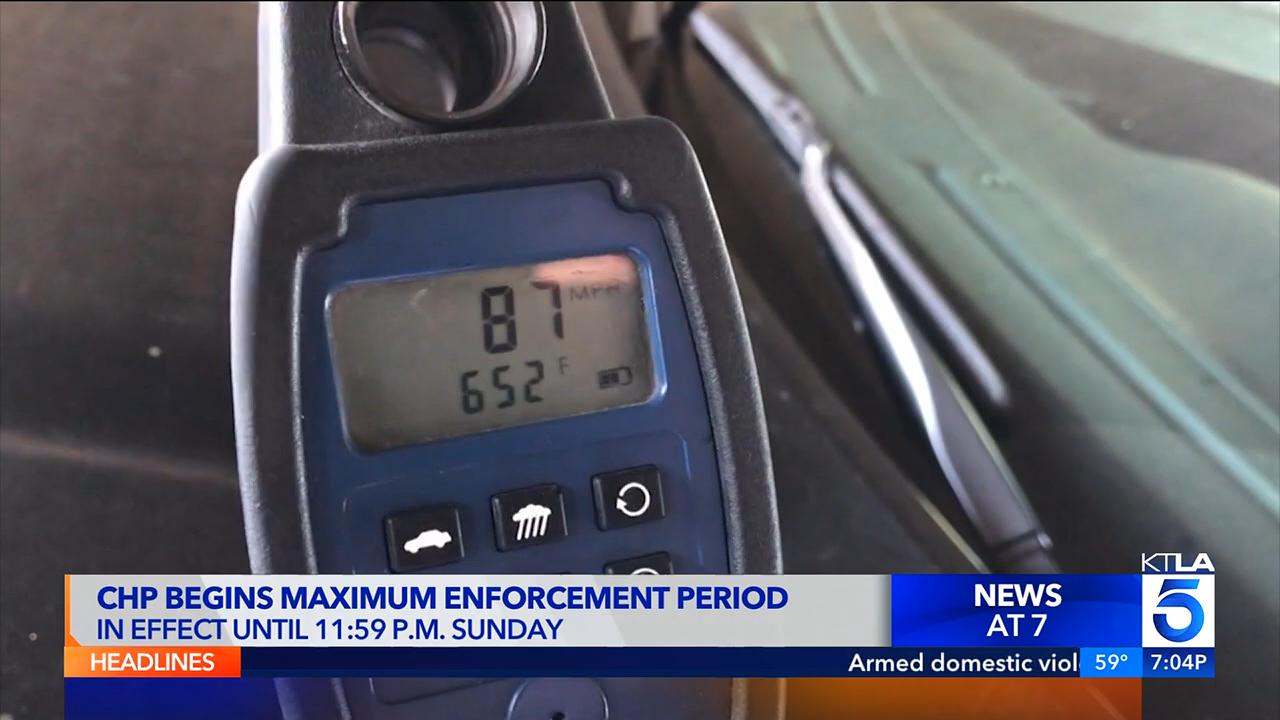 87 MPH
652 F
CHP BEGINS MAXIMUM ENFORCEMENT PERIOD
IN EFFECT UNTIL 11:59 P.M. SUNDAY
NEWS
AT 7
KTLA
5
HEADLINES
Armed domestic viol
59°
7:04P